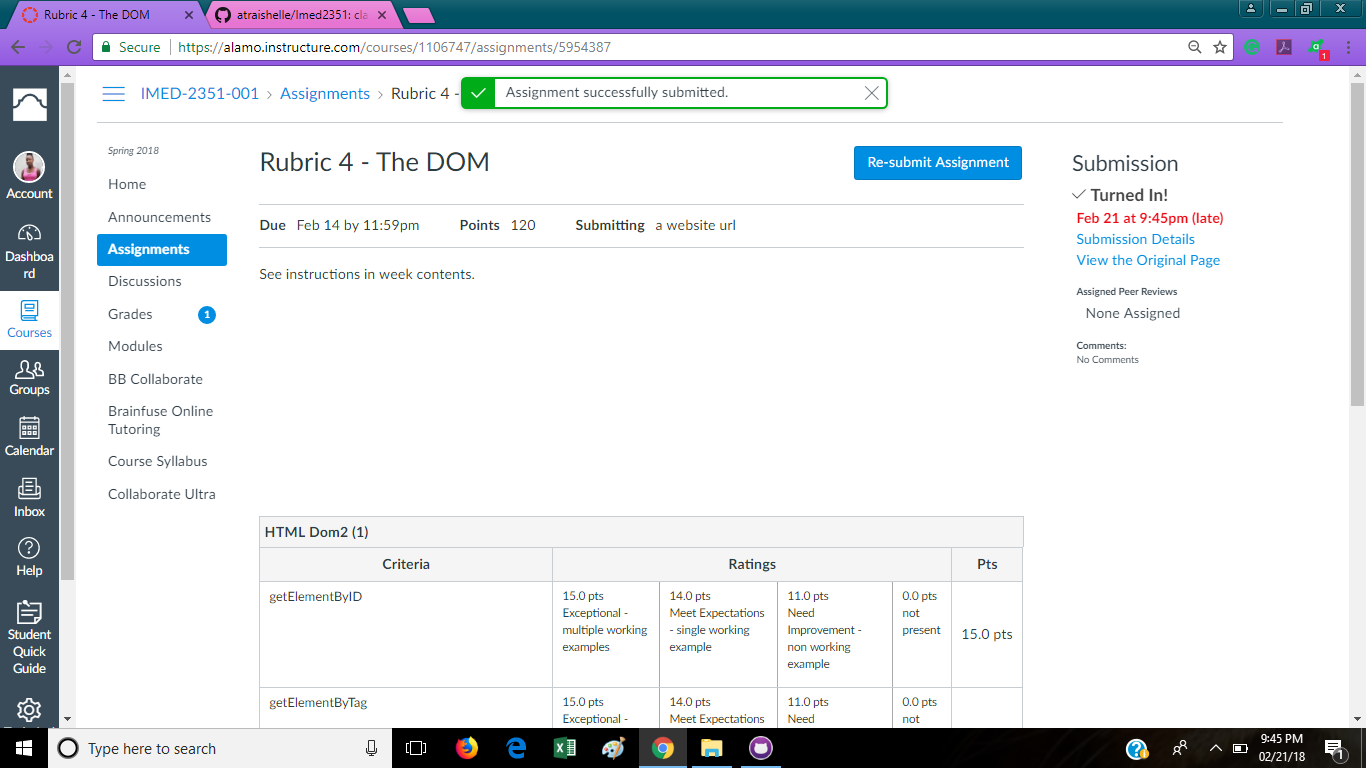 Rubric 4 - The DOM
atraishelle/Imed2351: cla
Secure
https://alamo.instructure.com/courses/1106747/assignments/5954387
1
IMED-2351-001 > Assignments > Rubric 4 -
Assignment successfully submitted.
Account
Dashboa
rd
Courses
Groups
Calendar
Inbox
Help
Student
Quick
Guide
Spring 2018
Home
Announcements
Assignments
Discussions
Grades 1
Modules
BB Collaborate
Brainfuse Online
Tutoring
Course Syllabus
Collaborate Ultra
Rubric 4 - The DOM
Re-submit Assignment
Due Feb 14 by 11:59pm Points 120 Submitting a website url
See instructions in week contents.
Submission
Turned In!
Feb 21 at 9:45pm (late)
Submission Details
View the Original Page
Assigned Peer Reviews
None Assigned
Comments:
No Comments
HTML Dom2 (1)
Criteria Ratings Pts
getElementByID
15.0 pts
Exceptional -
multiple working
examples
14.0 pts
Meet Expectations
- single working
example
11.0 pts
Need
Improvement -
non working
example
0.0 pts
not
present
15.0 pts
getElementByTag
15.0 pts
Exceptional -
14.0 pts
Meet Expectations
11.0 pts
Need
0.0 pts
not
Type here to search
9:45 PM
02/21/18
1